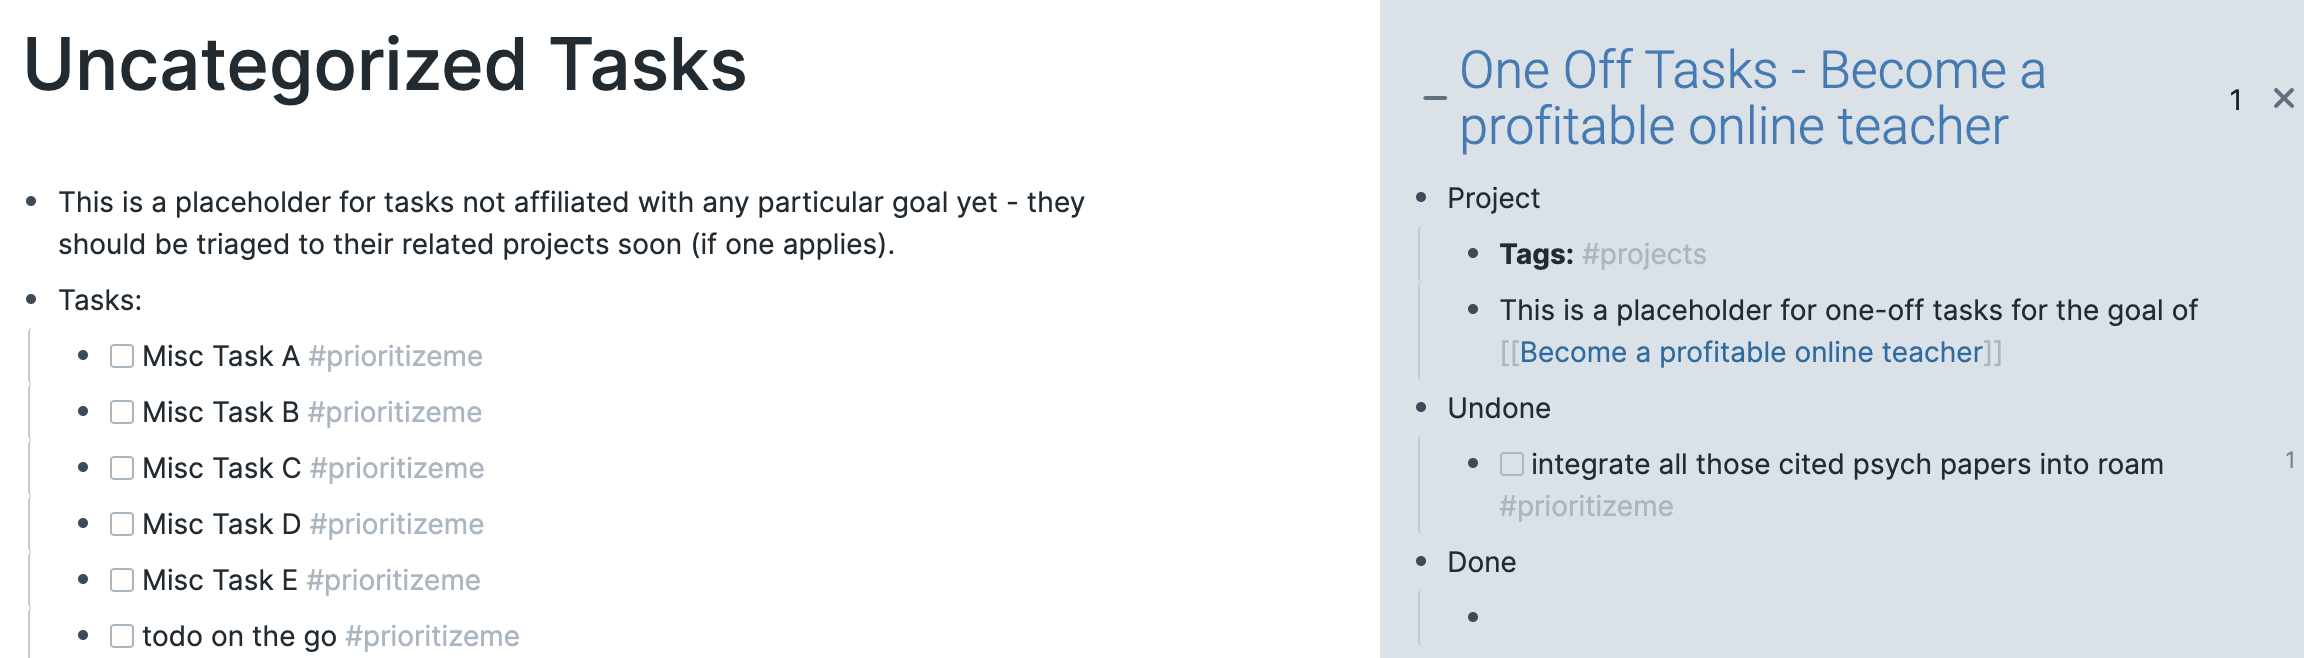 Uncategorized Tasks
This is a placeholder for tasks not affiliated with any particular goal yet - they
should be triaged to their related projects soon (if one applies).
Tasks:
Misc Task A #prioritizeme
Misc Task B #prioritizeme
Misc Task C #prioritizeme
Misc Task D #prioritizeme
Misc Task E #prioritizeme
todo on the go #prioritizeme
One Off Tasks - Become a
profitable online teacher
1
Project
Tags: #projects
This is a placeholder for one-off tasks for the goal of
[[Become a profitable online teacher]]
Undone
integrate all those cited psych papers into roam
1
#prioritizeme
Done